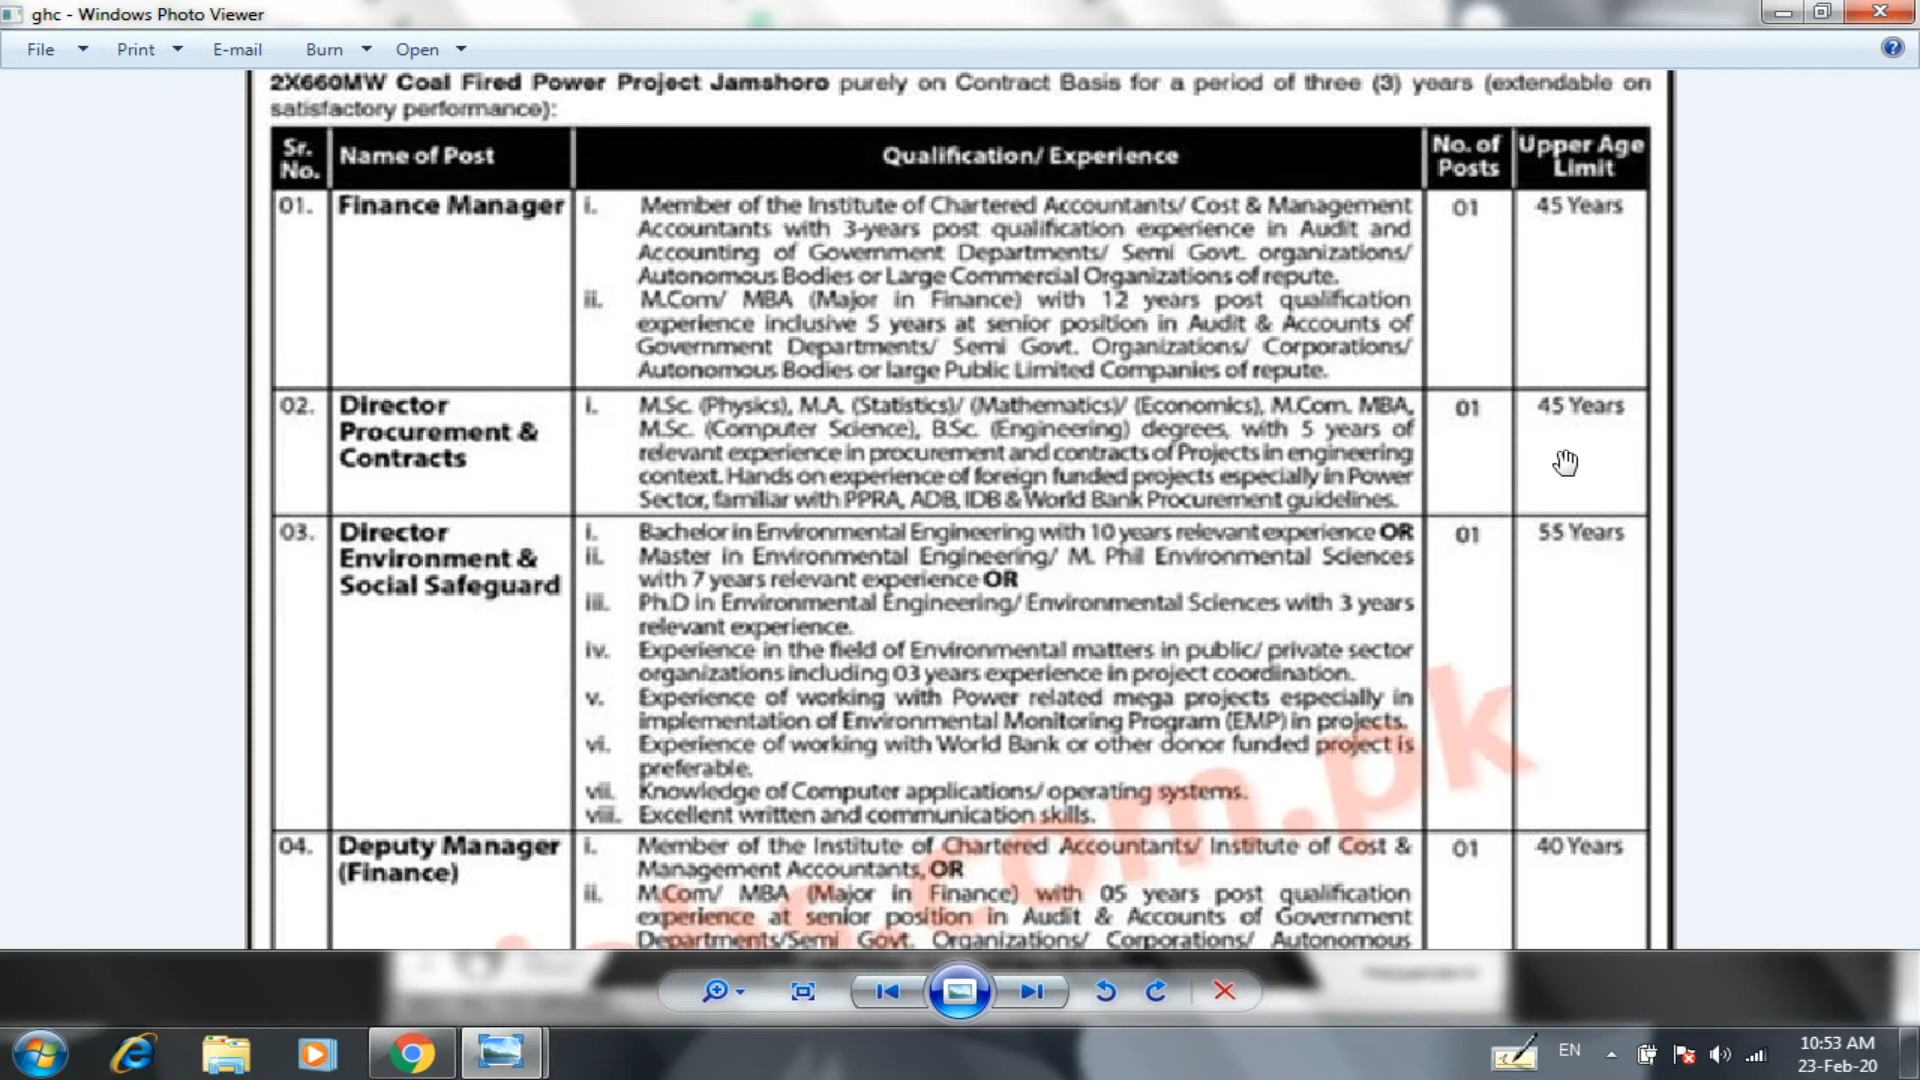 ghc - Windows Photo Viewer
File Print E-mail Burn Open
2X660MW Coal Fired Power Project Jamshoro purely on Contract Basis for a period of three (3) years (extendable on
satisfactory performance):
Sr. No. Name of Post Qualification/ Experience No. of Posts Upper Age Limit
01. Finance Manager i. Member of the Institute of Chartered Accountants/ Cost & Management 01 45 Years
Accountants with 3-years post qualification experience in Audit and
Accounting of Government Departments/ Semi Govt. organizations/
Autonomous Bodies or Large Commercial Organizations of repute.
ii. M.Com/ MBA (Major in Finance) with 12 years post qualification
experience inclusive 5 years at senior position in Audit & Accounts of
Government Departments/ Semi Govt. Organizations/ Corporations/
Autonomous Bodies or large Public Limited Companies of repute.
02. Director i. M.Sc. (Physics), M.A. (Statistics)/ (Mathematics)/ (Economics), M.Com. MBA, 01 45 Years
Procurement & M.Sc. (Computer Science), B.Sc. (Engineering) degrees, with 5 years of
Contracts relevant experience in procurement and contracts of Projects in engineering
context. Hands on experience of foreign funded projects especially in Power
Sector, familiar with PPRA, ADB, IDB & World Bank Procurement guidelines.
03. Director i. Bachelor in Environmental Engineering with 10 years relevant experience OR 01 55 Years
Environment & ii. Master in Environmental Engineering/ M. Phil Environmental Sciences
Social Safeguard with 7 years relevant experience OR
iii. Ph.D in Environmental Engineering/ Environmental Sciences with 3 years
relevant experience.
iv. Experience in the field of Environmental matters in public/ private sector
organizations including 03 years experience in project coordination.
v. Experience of working with Power related mega projects especially in
implementation of Environmental Monitoring Program (EMP) in projects.
vi. Experience of working with World Bank or other donor funded project is
preferable.
vii. Knowledge of Computer applications/ operating systems.
viii. Excellent written and communication skills.
04. Deputy Manager i. Member of the Institute of Chartered Accountants/ Institute of Cost & 01 40 Years
(Finance) Management Accountants, OR
ii. M.Com/ MBA (Major in Finance) with 05 years post qualification
experience at senior position in Audit & Accounts of Government
Departments/Semi Govt. Organizations/ Corporations/ Autonomous
.com.pk
EN
10:53 AM
23-Feb-20